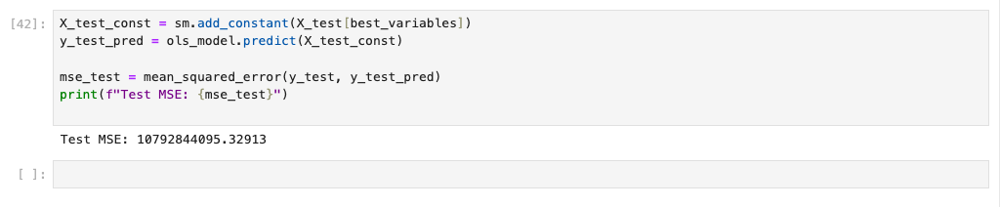 [42]: X_test_const = sm.add_constant(X_test[best_variables])
y_test_pred = ols_model.predict(X_test_const)
mse_test = mean_squared_error(y_test, y_test_pred)
print(f"Test MSE: {mse_test}")
Test MSE: 10792844095.32913
[ ]: